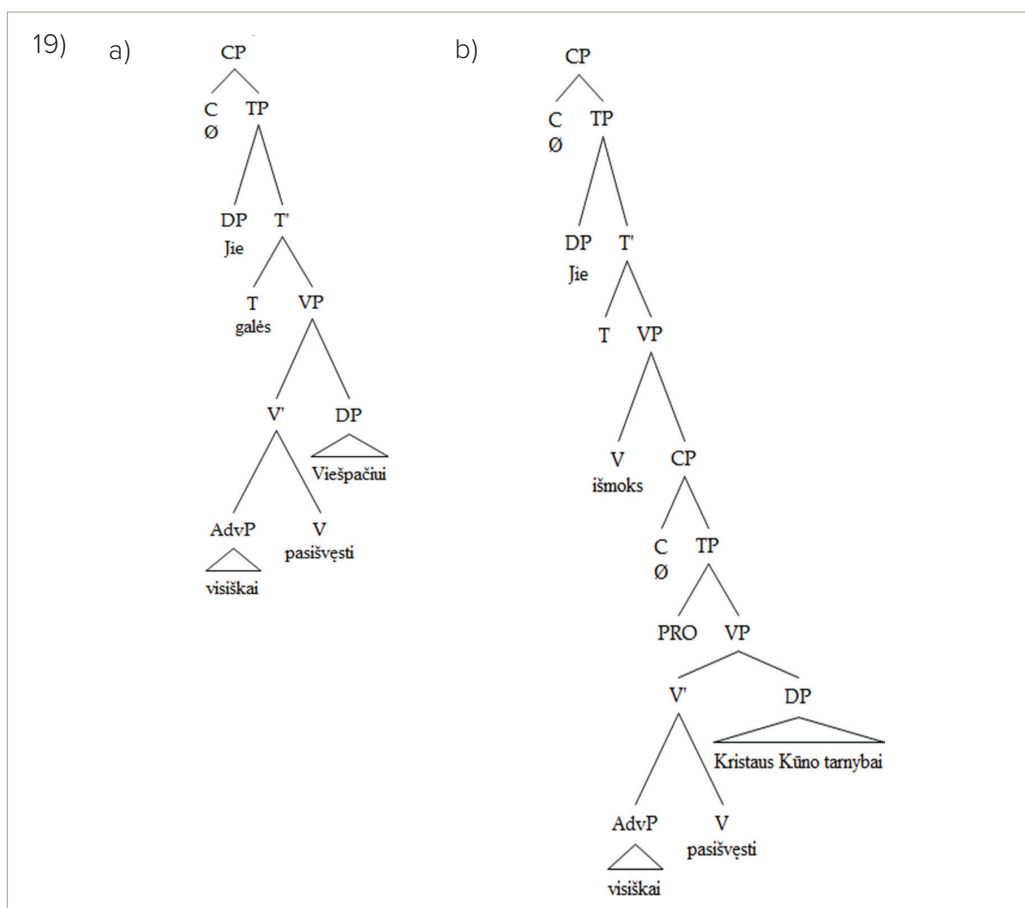 19)
a)
CP
C TP
Ø
DP T'
Jie
T VP
galės
V' DP
Viešpačiui
AdvP V
visiškai pasišvęsti
b)
CP
C TP
Ø
DP T'
Jie
T VP
V CP
išmoks
C TP
Ø
PRO VP
V' DP
Kristaus Kūno tarnybai
AdvP V
visiškai pasišvęsti